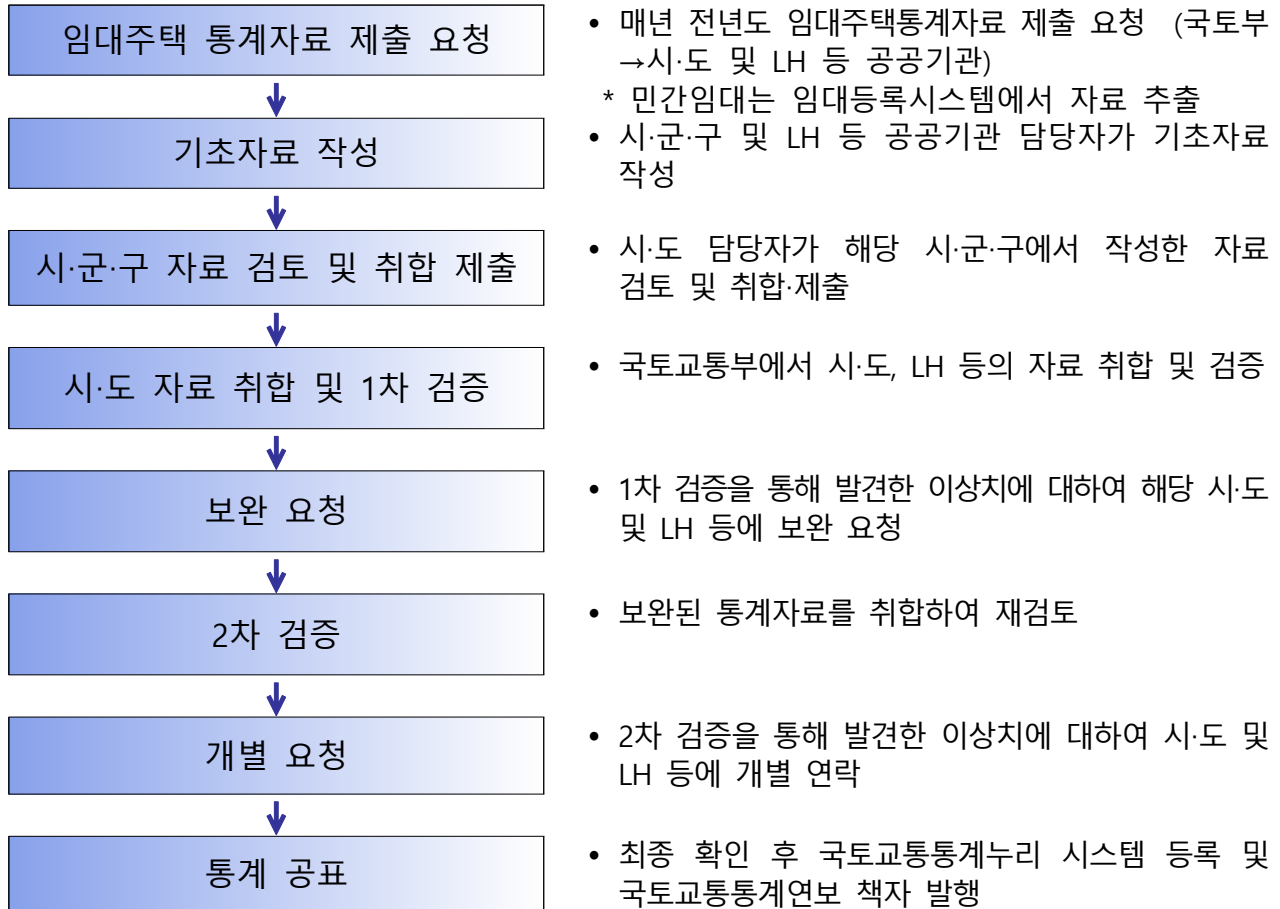 임대주택 통계자료 제출 요청
• 매년 전년도 임대주택통계자료 제출 요청 (국토부
→시·도 및 LH 등 공공기관)
* 민간임대는 임대등록시스템에서 자료 추출
기초자료 작성
• 시·군·구 및 LH 등 공공기관 담당자가 기초자료
작성
시·군·구 자료 검토 및 취합 제출
• 시·도 담당자가 해당 시·군·구에서 작성한 자료
검토 및 취합·제출
시·도 자료 취합 및 1차 검증
• 국토교통부에서 시·도, LH 등의 자료 취합 및 검증
보완 요청
• 1차 검증을 통해 발견한 이상치에 대하여 해당 시·도
및 LH 등에 보완 요청
2차 검증
• 보완된 통계자료를 취합하여 재검토
개별 요청
• 2차 검증을 통해 발견한 이상치에 대하여 시·도 및
LH 등에 개별 연락
통계 공표
• 최종 확인 후 국토교통통계누리 시스템 등록 및
국토교통통계연보 책자 발행